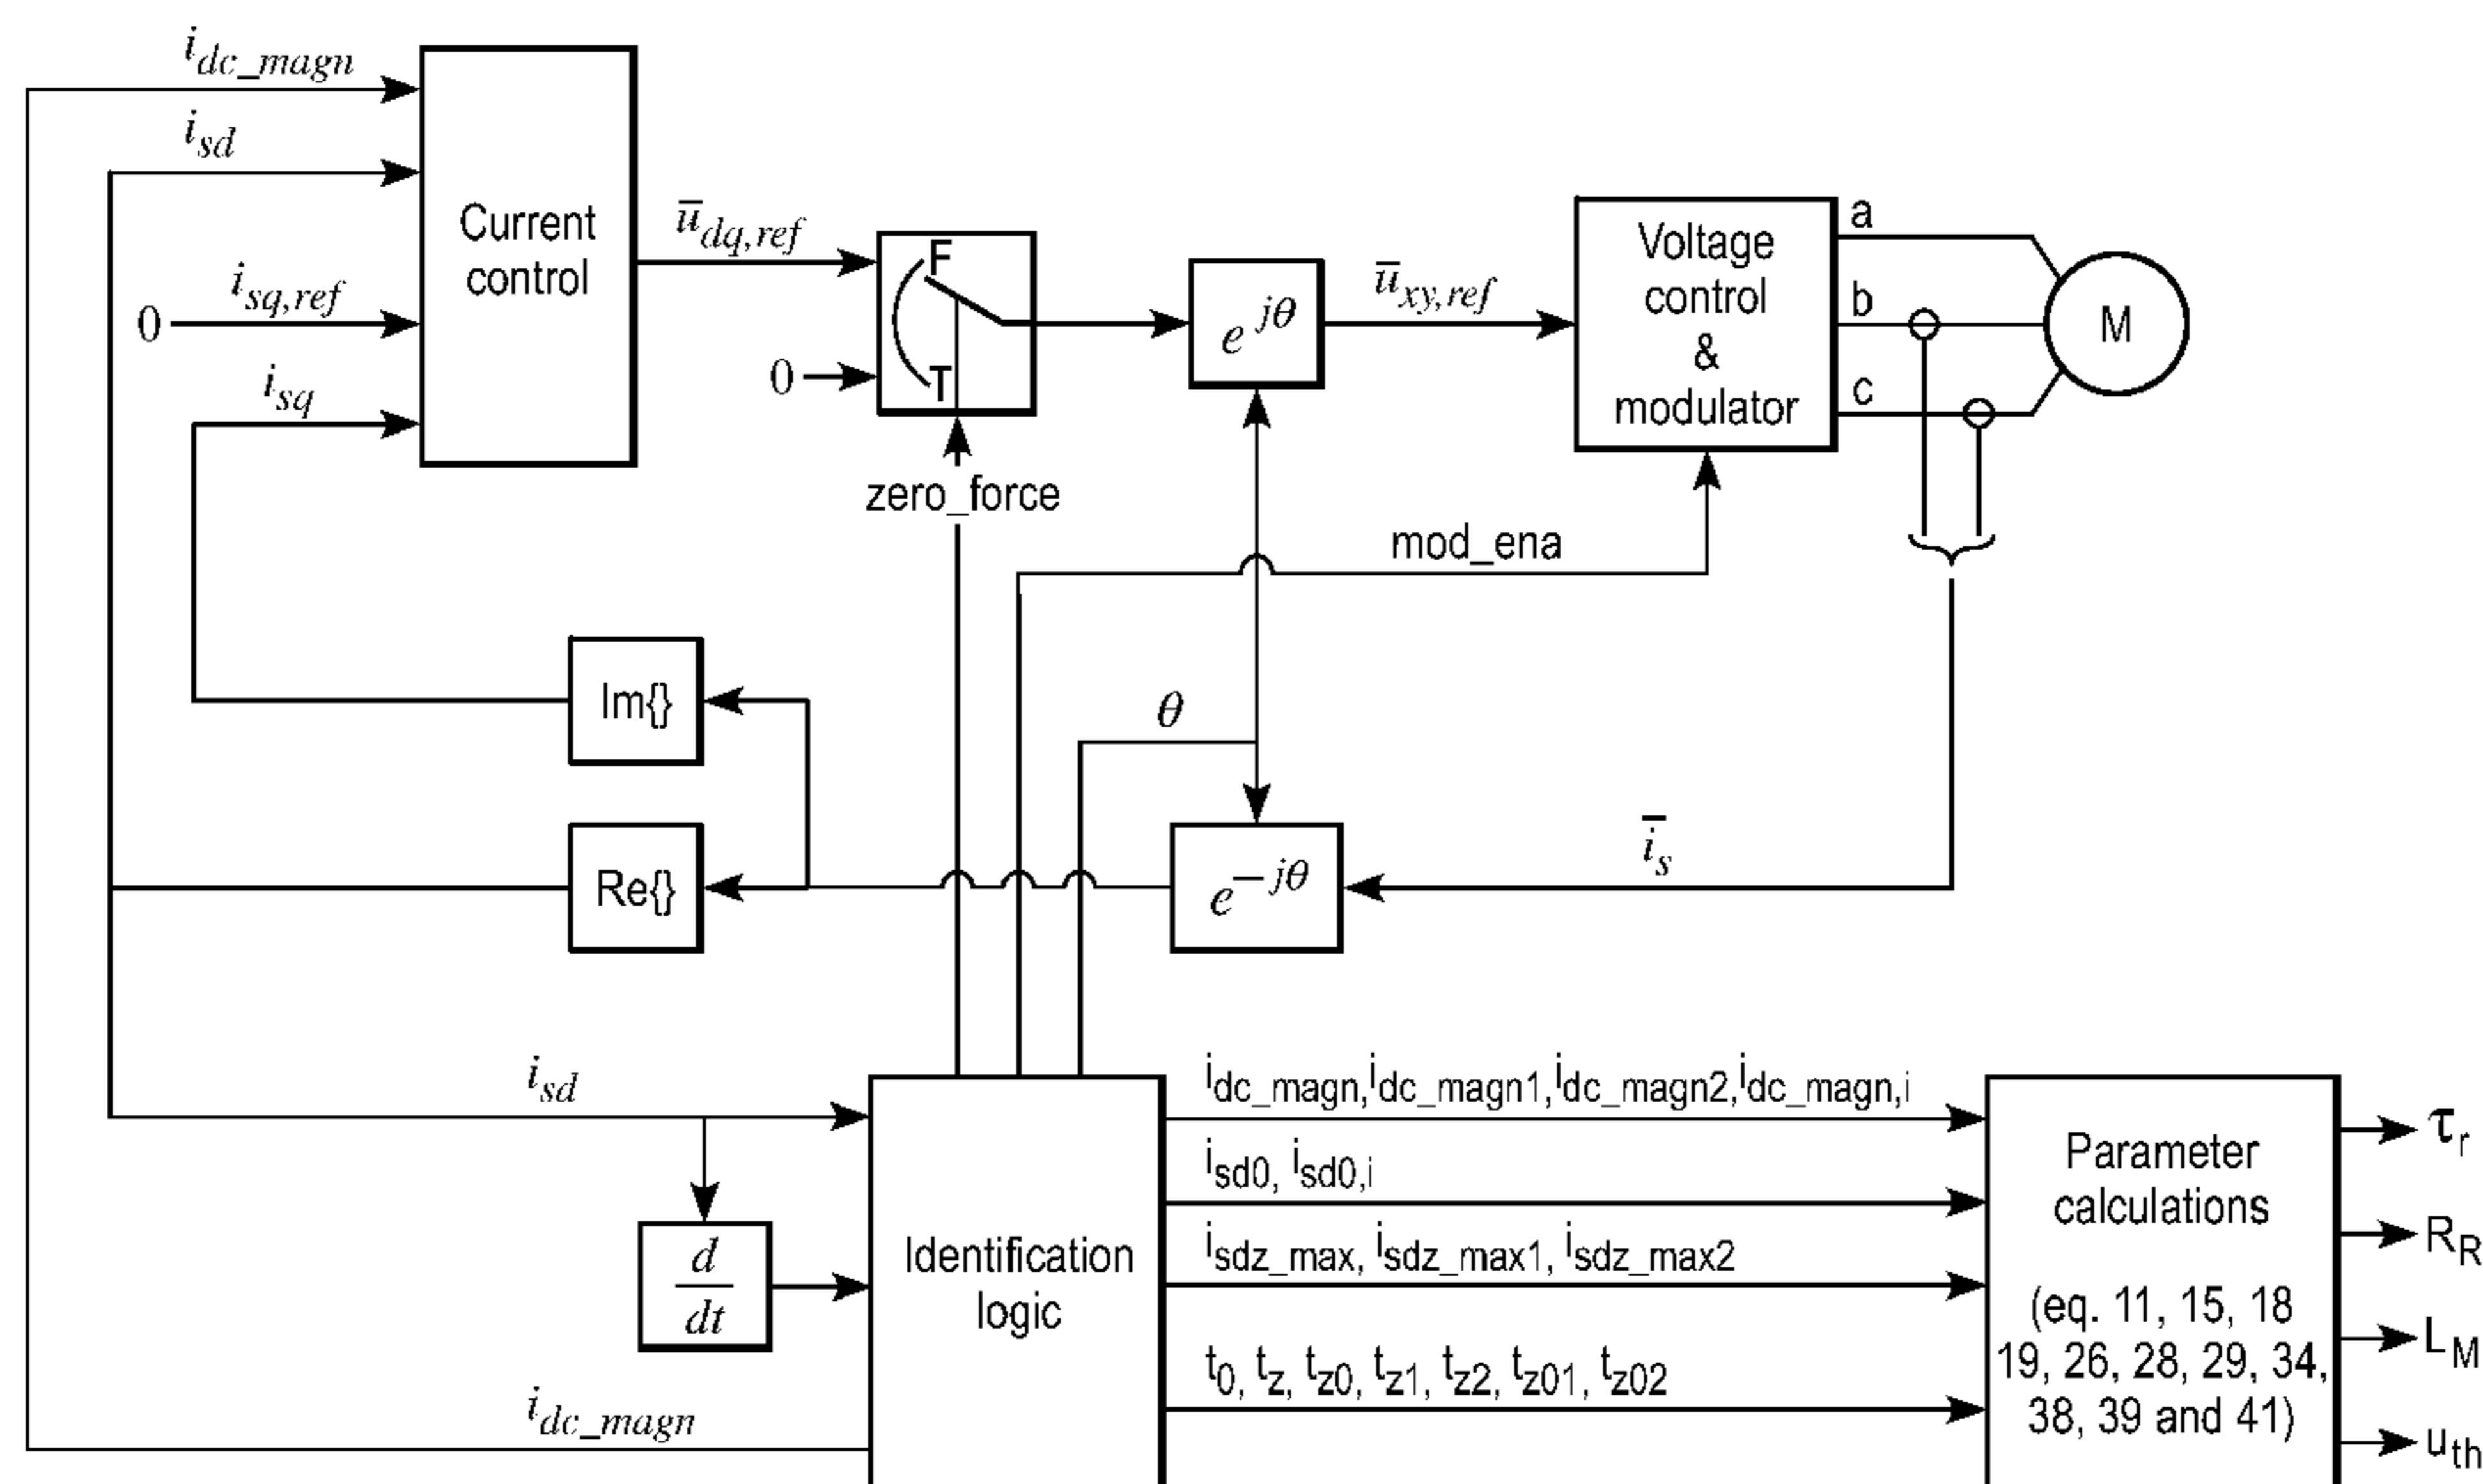 i_dc_magn
i_sd
Current
control
0 i_sq,ref
i_sq
ū_dq,ref
F
0
T
zero_force
e^jθ
ū_xy,ref
Voltage
control
&
modulator
a
b
c
M
mod_ena
Im{}
θ
Re{}
e^−jθ
i̅_s
i_sd
d
dt
i_dc_magn
Identification
logic
i_dc_magn, i_dc_magn1, i_dc_magn2, i_dc_magn,i
i_sd0, i_sd0,i
i_sdz_max, i_sdz_max1, i_sdz_max2
t_0, t_z, t_z0, t_z1, t_z2, t_z01, t_z02
Parameter
calculations
(eq. 11, 15, 18
19, 26, 28, 29, 34,
38, 39 and 41)
τ_r
R_R
L_M
u_th